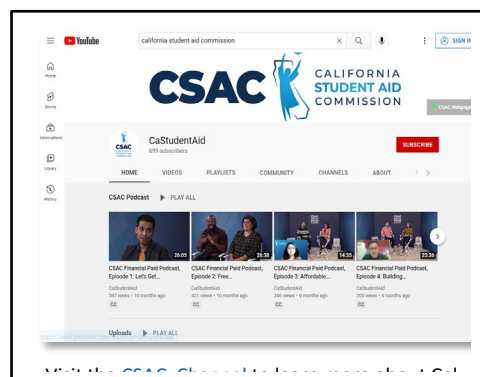 YouTube
california student aid commission
SIGN IN
Home
Shorts
Subscriptions
Library
History
CSAC
CALIFORNIA
STUDENT AID
COMMISSION
CSAC Webpage
CSAC
CaStudentAid
699 subscribers
SUBSCRIBE
HOME VIDEOS PLAYLISTS COMMUNITY CHANNELS ABOUT
CSAC Podcast PLAY ALL
26:05
26:38
14:35
23:36
CSAC Financial Paid Podcast,
Episode 1: Let's Get...
CaStudentAid
547 views • 10 months ago
CC
CSAC Financial Paid Podcast,
Episode 2: Free...
CaStudentAid
421 views • 10 months ago
CC
CSAC Financial Paid Podcast,
Episode 3: Affordable...
CaStudentAid
346 views • 9 months ago
CC
CSAC Financial Paid Podcast,
Episode 4: Building...
CaStudentAid
205 views • 9 months ago
CC
Uploads PLAY ALL
Visit the CSAC Channel to learn more about Cal